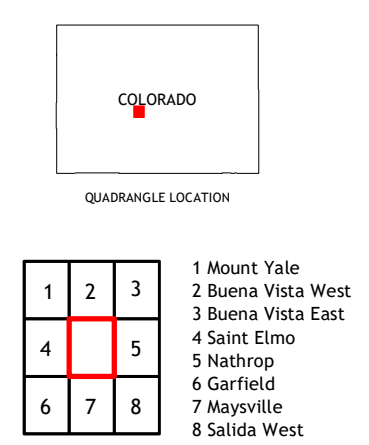 COLORADO
QUADRANGLE LOCATION
1 2 3
4 5
6 7 8
1 Mount Yale
2 Buena Vista West
3 Buena Vista East
4 Saint Elmo
5 Nathrop
6 Garfield
7 Maysville
8 Salida West